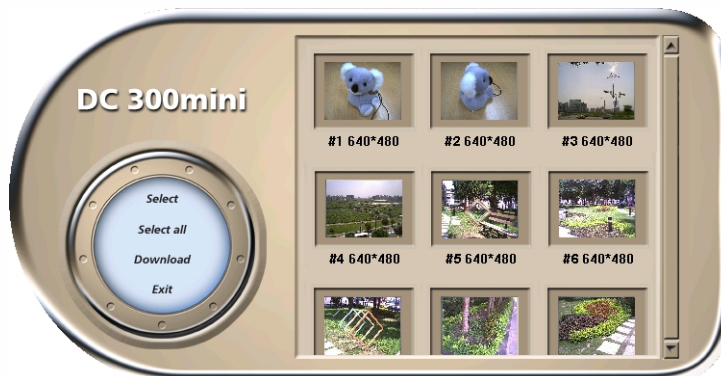 DC 300mini
Select
Select all
Download
Exit
#1 640*480
#2 640*480
#3 640*480
#4 640*480
#5 640*480
#6 640*480